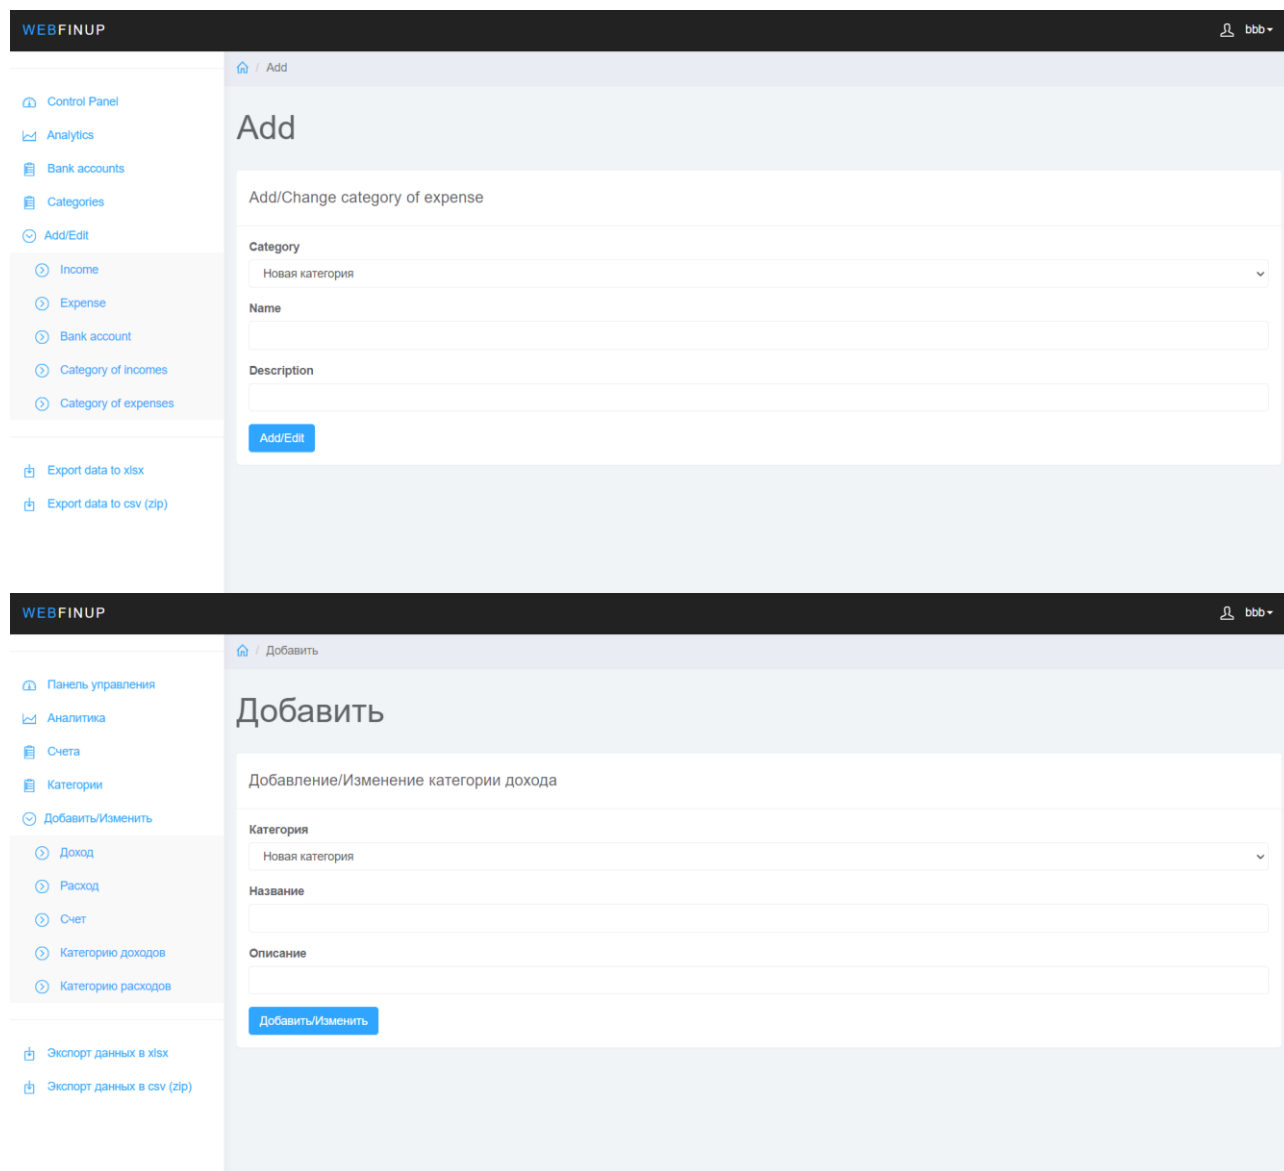 WEBFINUP
bbb
/ Add
Control Panel
Analytics
Bank accounts
Categories
Add/Edit
Income
Expense
Bank account
Category of incomes
Category of expenses
Export data to xlsx
Export data to csv (zip)
Add
Add/Change category of expense
Category
Новая категория
Name
Description
Add/Edit
WEBFINUP
bbb
/ Добавить
Панель управления
Аналитика
Счета
Категории
Добавить/Изменить
Доход
Расход
Счет
Категорию доходов
Категорию расходов
Экспорт данных в xlsx
Экспорт данных в csv (zip)
Добавить
Добавление/Изменение категории дохода
Категория
Новая категория
Название
Описание
Добавить/Изменить